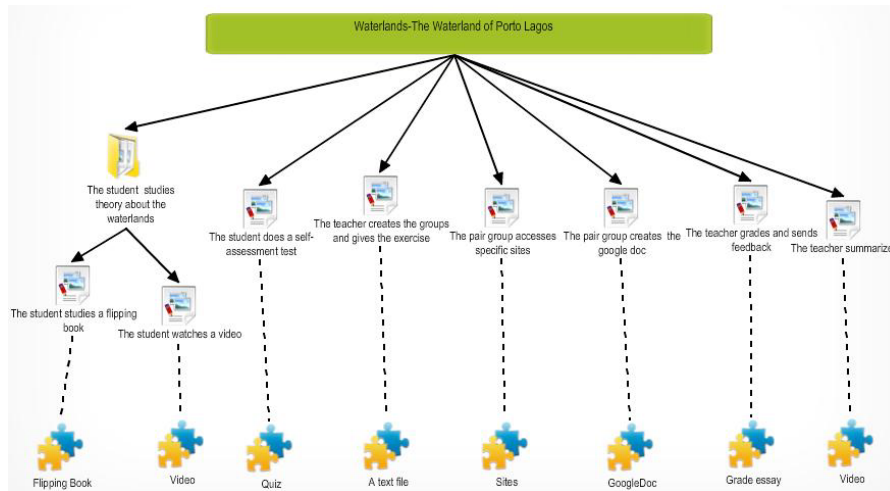 Waterlands-The Waterland of Porto Lagos
The student studies
theory about the
waterlands
The student does a self-
assessment test
The teacher creates the groups
and gives the exercise
The pair group accesses
specific sites
The pair group creates the
google doc
The teacher grades and sends
feedback
The teacher summarize
The student studies a flipping
book
The student watches a video
Flipping Book
Video
Quiz
A text file
Sites
GoogleDoc
Grade essay
Video